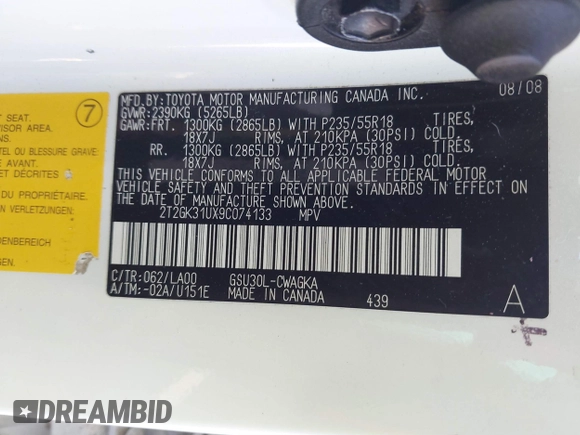 MFD.BY:TOYOTA MOTOR MANUFACTURING CANADA INC. 08/08
GVWR:2390KG (5265LB)
GAWR:FRT. 1300KG (2865LB) WITH P235/55R18 TIRES,
18X7J RIMS, AT 210KPA (30PSI) COLD.
RR. 1300KG (2865LB) WITH P235/55R18 TIRES,
18X7J RIMS, AT 210KPA (30PSI) COLD.
THIS VEHICLE CONFORMS TO ALL APPLICABLE FEDERAL MOTOR
VEHICLE SAFETY AND THEFT PREVENTION STANDARDS IN EFFECT ON
THE DATE OF MANUFACTURE SHOWN ABOVE.
2T2GK31UX9C074133 MPV
C/TR:062/LA00 GSU30L-CWAGKA
A/TM:-02A/U151E MADE IN CANADA 439 A
7
SEAT.
AREA.
OU BLESSURE GRAVE:
DÉCRITES
DU PROPRIÉTAIRE.
DREAMBID